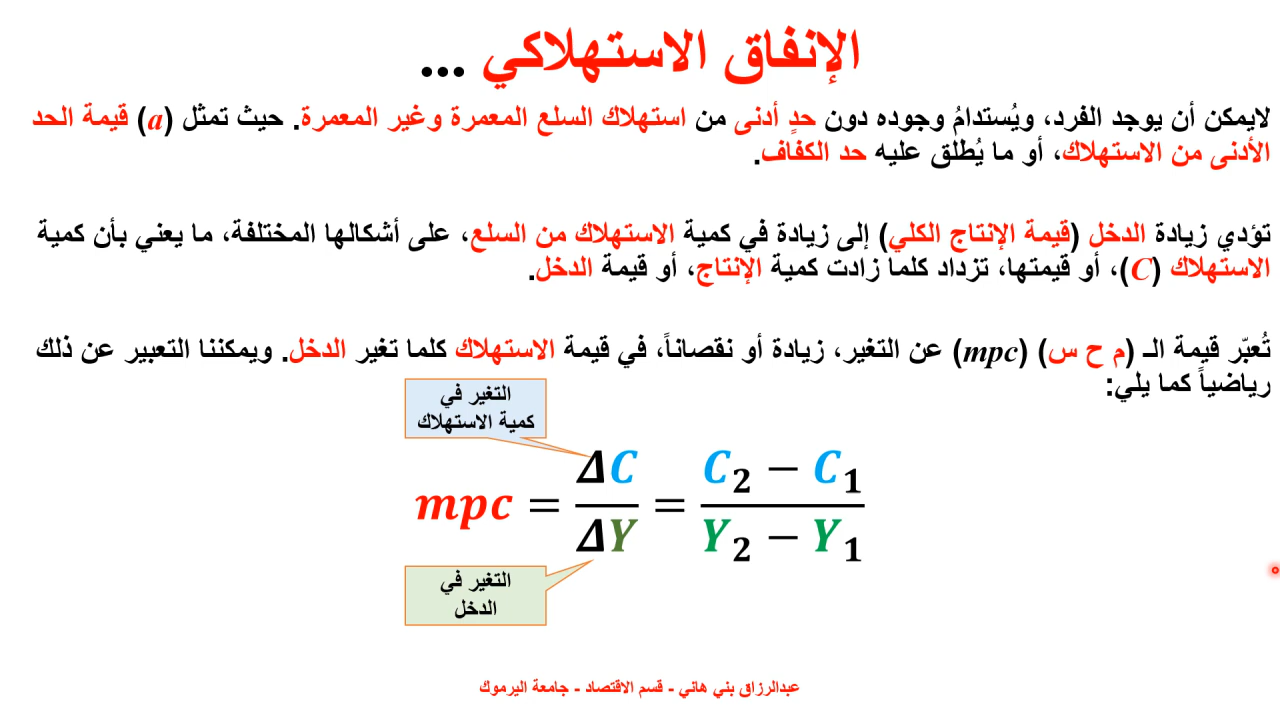 الإنفاق الاستهلاكي ...
لايمكن أن يوجد الفرد، ويُستدامُ وجوده دون حدٍ أدنى من استهلاك السلع المعمرة وغير المعمرة. حيث تمثل (a) قيمة الحد
الأدنى من الاستهلاك، أو ما يُطلق عليه حد الكفاف.
تؤدي زيادة الدخل (قيمة الإنتاج الكلي) إلى زيادة في كمية الاستهلاك من السلع، على أشكالها المختلفة، ما يعني بأن كمية
الاستهلاك (C)، أو قيمتها، تزداد كلما زادت كمية الإنتاج، أو قيمة الدخل.
تُعبّر قيمة الـ (م ح س) (mpc) عن التغير، زيادة أو نقصاناً، في قيمة الاستهلاك كلما تغير الدخل. ويمكننا التعبير عن ذلك
رياضياً كما يلي:
التغير في
كمية الاستهلاك
mpc = ΔC / ΔY = (C2 − C1) / (Y2 − Y1)
التغير في
الدخل
عبدالرزاق بني هاني - قسم الاقتصاد - جامعة اليرموك